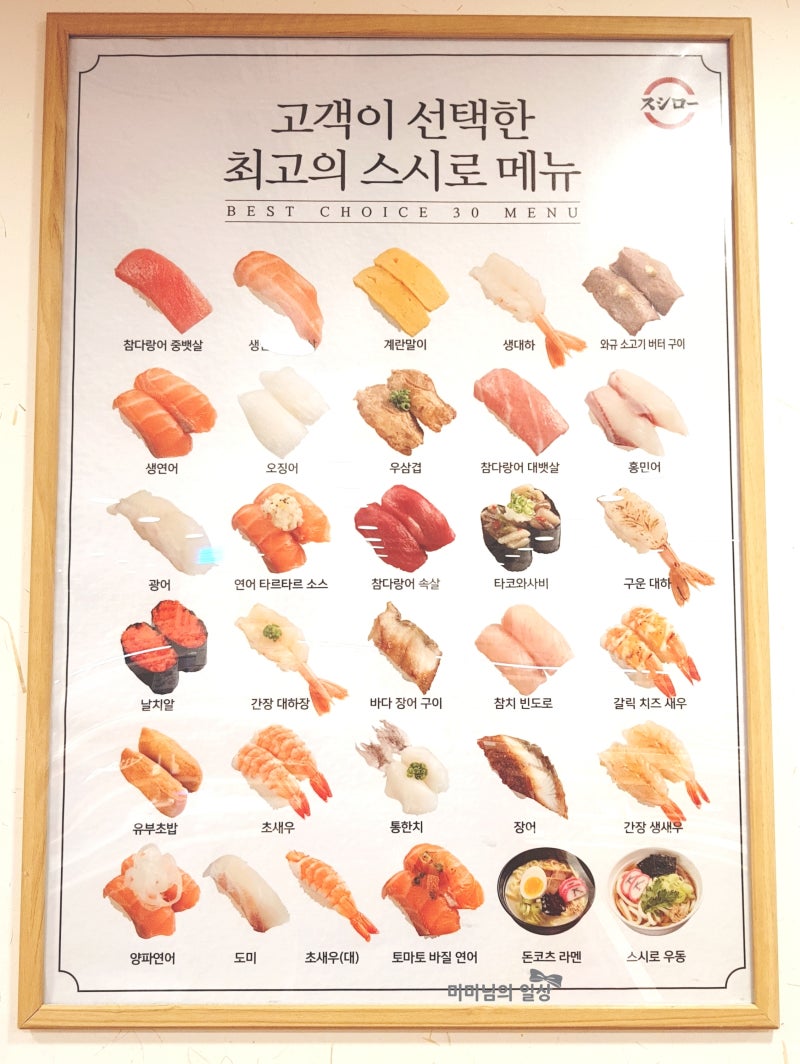 スシロー
고객이 선택한
최고의 스시로 메뉴
BEST CHOICE 30 MENU
참다랑어 중뱃살
계란말이
생대하
와규 소고기 버터 구이
생연어
오징어
우삼겹
참다랑어 대뱃살
홍민어
광어
연어 타르타르 소스
참다랑어 속살
타코와사비
구운 대하
날치알
간장 대하장
바다 장어 구이
참치 빈도로
갈릭 치즈 새우
유부초밥
초새우
통한치
장어
간장 생새우
양파연어
도미
초새우(대)
토마토 바질 연어
돈코츠 라멘
스시로 우동
미미님의 일상